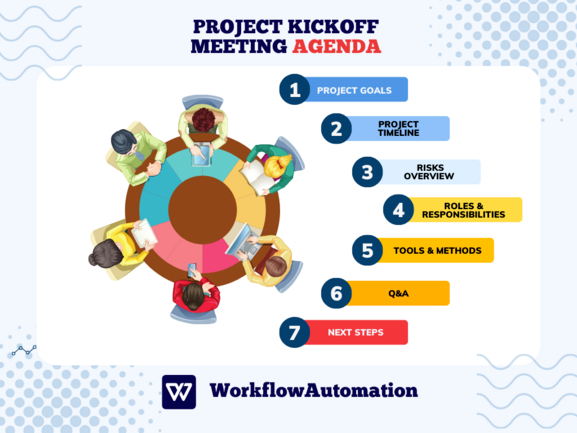 PROJECT KICKOFF
MEETING AGENDA
1 PROJECT GOALS
2 PROJECT
TIMELINE
3 RISKS
OVERVIEW
4 ROLES &
RESPONSIBILITIES
5 TOOLS & METHODS
6 Q&A
7 NEXT STEPS
W WorkflowAutomation